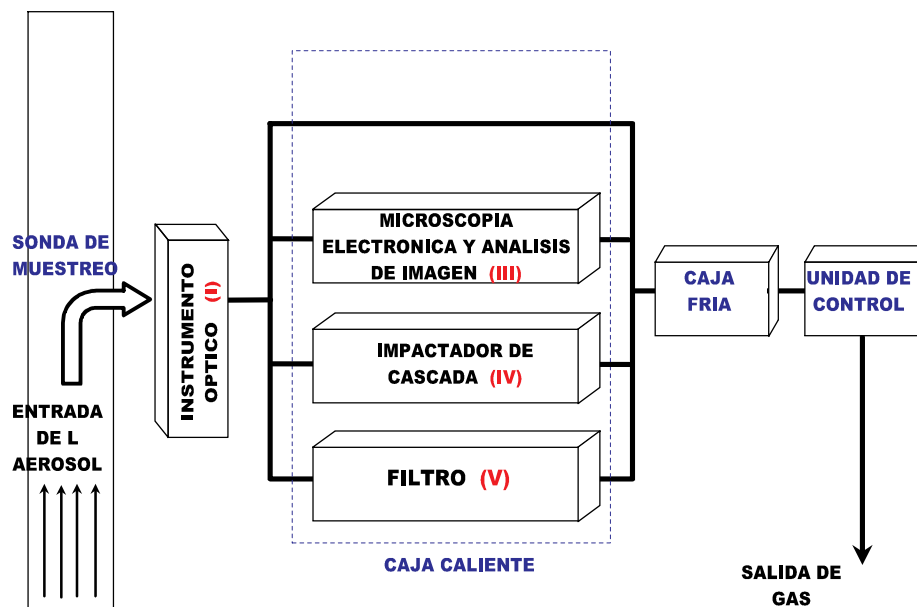 SONDA DE
MUESTREO
ENTRADA
DE L
AEROSOL
INSTRUMENTO
OPTICO (I)
MICROSCOPIA
ELECTRONICA Y ANALISIS
DE IMAGEN (III)
IMPACTADOR DE
CASCADA (IV)
FILTRO (V)
CAJA CALIENTE
CAJA
FRIA
UNIDAD DE
CONTROL
SALIDA DE
GAS